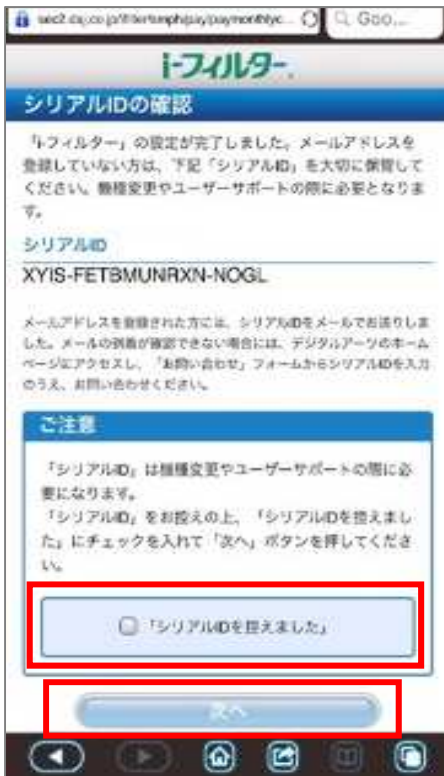 Goo...
i-フィルター
シリアルIDの確認
「i-フィルター」の設定が完了しました。メールアドレスを
登録していない方は、下記「シリアルID」を大切に保管して
ください。機種変更やユーザーサポートの際に必要となりま
す。
シリアルID
XYIS-FETBMUNRXN-NOGL
メールアドレスを登録された方には、シリアルIDをメールでお送りしま
した。メールの到着が確認できない場合には、デジタルアーツのホーム
ページにアクセスし、「お問い合わせ」フォームからシリアルIDを入力
のうえ、お問い合わせください。
ご注意
「シリアルID」は機種変更やユーザーサポートの際に必
要になります。
「シリアルID」をお控えの上、「シリアルIDを控えまし
た」にチェックを入れて「次へ」ボタンを押してくださ
い。
「シリアルIDを控えました」
次へ